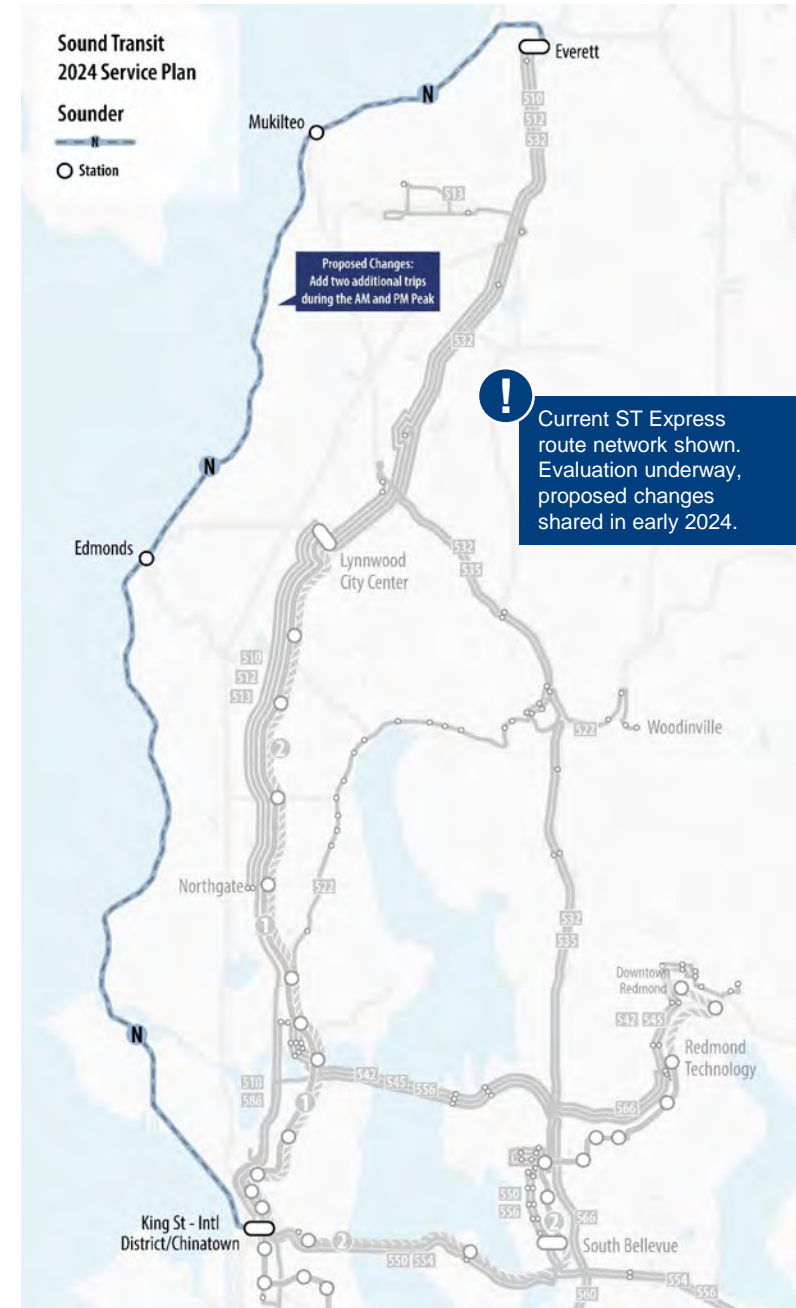 Sound Transit
2024 Service Plan
Sounder
N
Station
Everett
N
510
512
532
Mukilteo
513
Proposed Changes:
Add two additional trips
during the AM and PM Peak
532
!
Current ST Express
route network shown.
Evaluation underway,
proposed changes
shared in early 2024.
N
Edmonds
Lynnwood
City Center
532
535
510
512
513
2
522
Woodinville
Northgate
522
1
532
535
Downtown
Redmond
542 545
N
Redmond
Technology
510
586
542
545
556
1
566
550
556
2
566
King St - Intl
District/Chinatown
2
550 554
South Bellevue
554
556
560